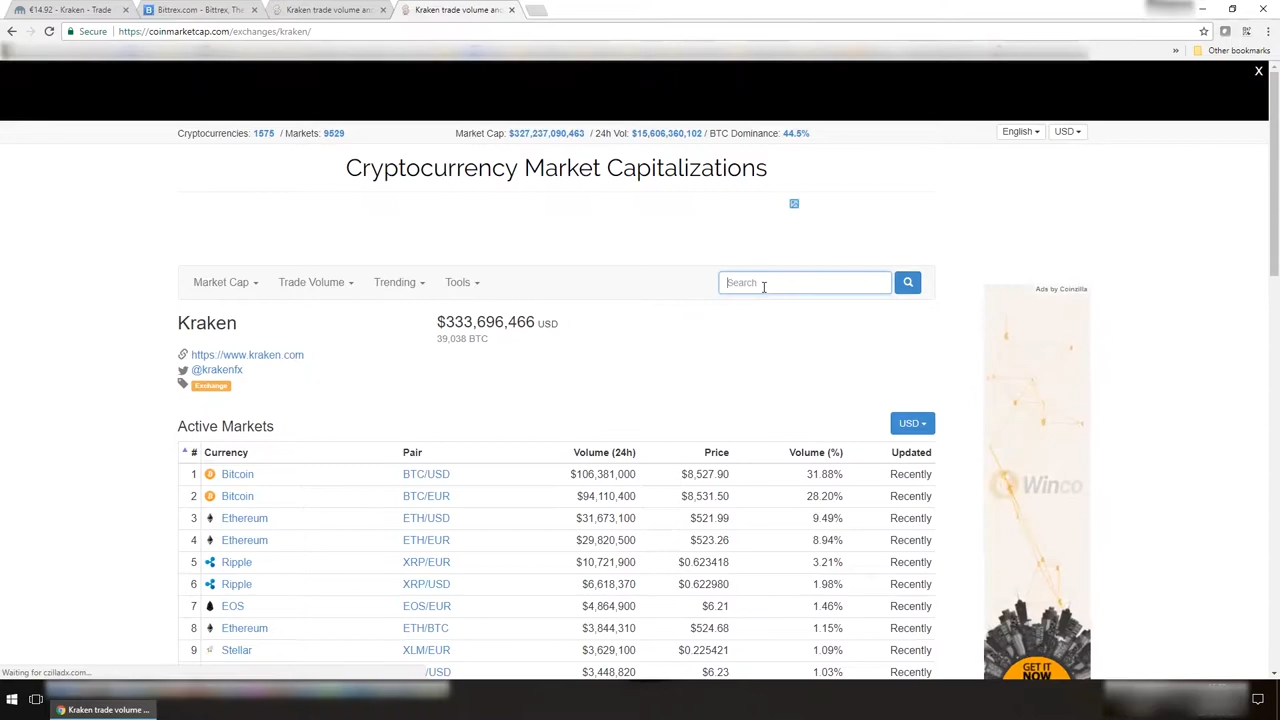 €14.92 - Kraken - Trade
Bittrex.com - Bittrex, The
Kraken trade volume and
Kraken trade volume and
Secure
https://coinmarketcap.com/exchanges/kraken/
Other bookmarks
X
Cryptocurrencies: 1575 / Markets: 9529
Market Cap: $327,237,090,463 / 24h Vol: $15,606,360,102 / BTC Dominance: 44.5%
English
USD
Cryptocurrency Market Capitalizations
Market Cap
Trade Volume
Trending
Tools
Search
Ads by Coinzilla
Kraken
$333,696,466 USD
39,038 BTC
https://www.kraken.com
@krakenfx
Exchange
Active Markets
USD
# Currency Pair Volume (24h) Price Volume (%) Updated
1 Bitcoin BTC/USD $106,381,000 $8,527.90 31.88% Recently
2 Bitcoin BTC/EUR $94,110,400 $8,531.50 28.20% Recently
3 Ethereum ETH/USD $31,673,100 $521.99 9.49% Recently
4 Ethereum ETH/EUR $29,820,500 $523.26 8.94% Recently
5 Ripple XRP/EUR $10,721,900 $0.623418 3.21% Recently
6 Ripple XRP/USD $6,618,370 $0.622980 1.98% Recently
7 EOS EOS/EUR $4,864,900 $6.21 1.46% Recently
8 Ethereum ETH/BTC $3,844,310 $524.68 1.15% Recently
9 Stellar XLM/EUR $3,629,100 $0.225421 1.09% Recently
/USD $3,448,820 $6.23 1.03% Recently
Winco
GET IT
NOW
Waiting for czilladx.com...
Kraken trade volume ...